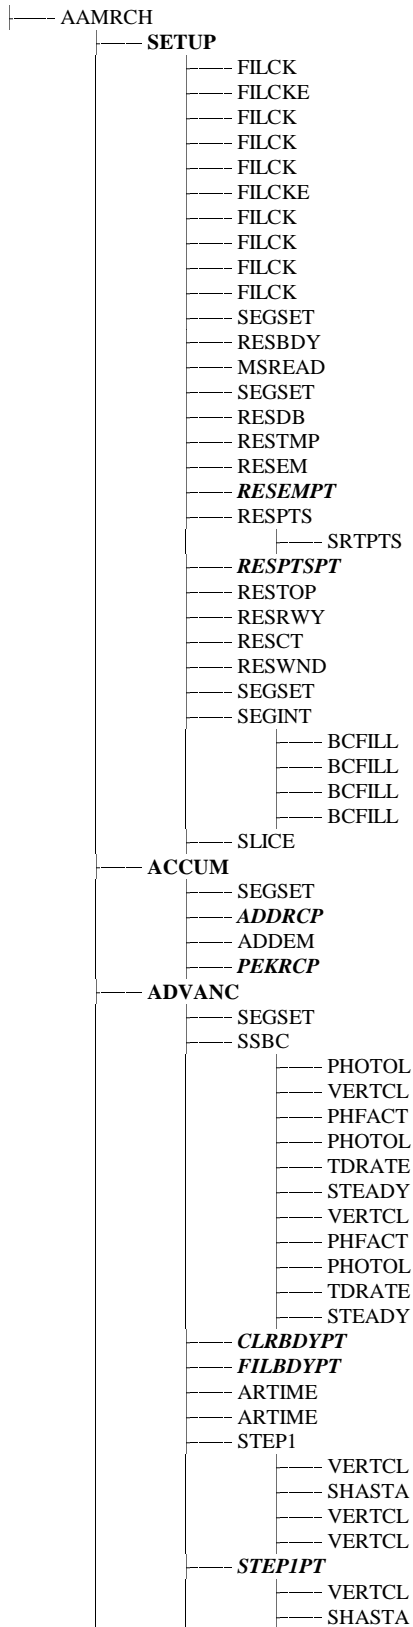 AAMRCH
SETUP
FILCK
FILCKE
FILCK
FILCK
FILCK
FILCKE
FILCK
FILCK
FILCK
FILCK
SEGSET
RESBDY
MSREAD
SEGSET
RESDB
RESTMP
RESEM
RESEMPT
RESPTS
SRTPTS
RESPTSPT
RESTOP
RESRWY
RESCT
RESWND
SEGSET
SEGINT
BCFILL
BCFILL
BCFILL
BCFILL
SLICE
ACCUM
SEGSET
ADDRCP
ADDEM
PEKRCP
ADVANC
SEGSET
SSBC
PHOTOL
VERTCL
PHFACT
PHOTOL
TDRATE
STEADY
VERTCL
PHFACT
PHOTOL
TDRATE
STEADY
CLRBDYPT
FILBDYPT
ARTIME
ARTIME
STEP1
VERTCL
SHASTA
VERTCL
VERTCL
STEP1PT
VERTCL
SHASTA